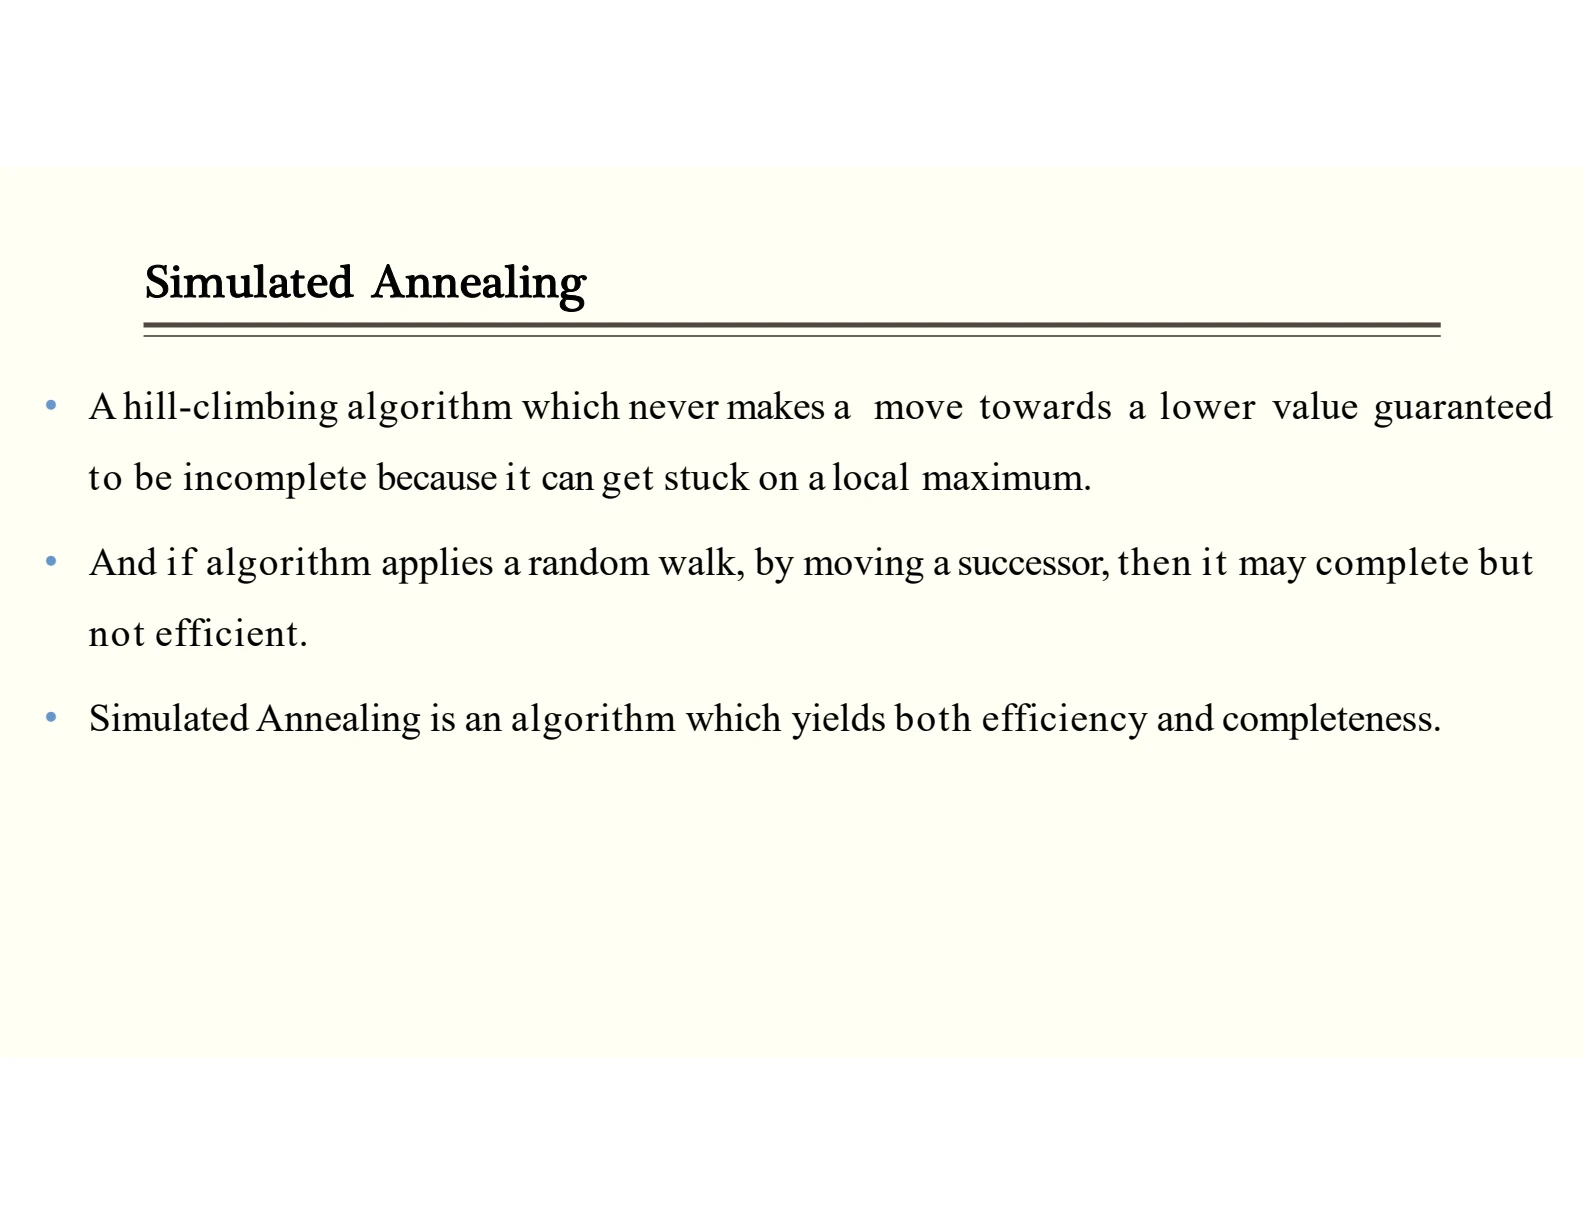 Simulated Annealing
• A hill-climbing algorithm which never makes a move towards a lower value guaranteed
to be incomplete because it can get stuck on a local maximum.
• And if algorithm applies a random walk, by moving a successor, then it may complete but
not efficient.
• Simulated Annealing is an algorithm which yields both efficiency and completeness.